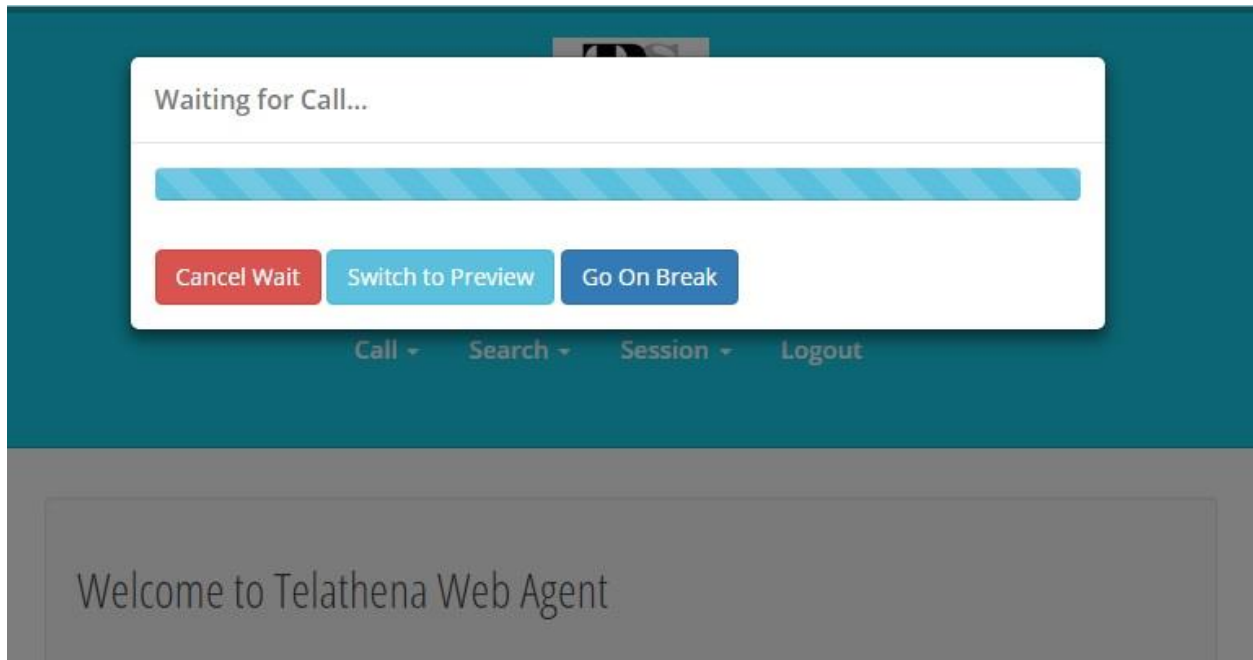 Waiting for Call...
Cancel Wait Switch to Preview Go On Break
Call Search Session Logout
Welcome to Telathena Web Agent